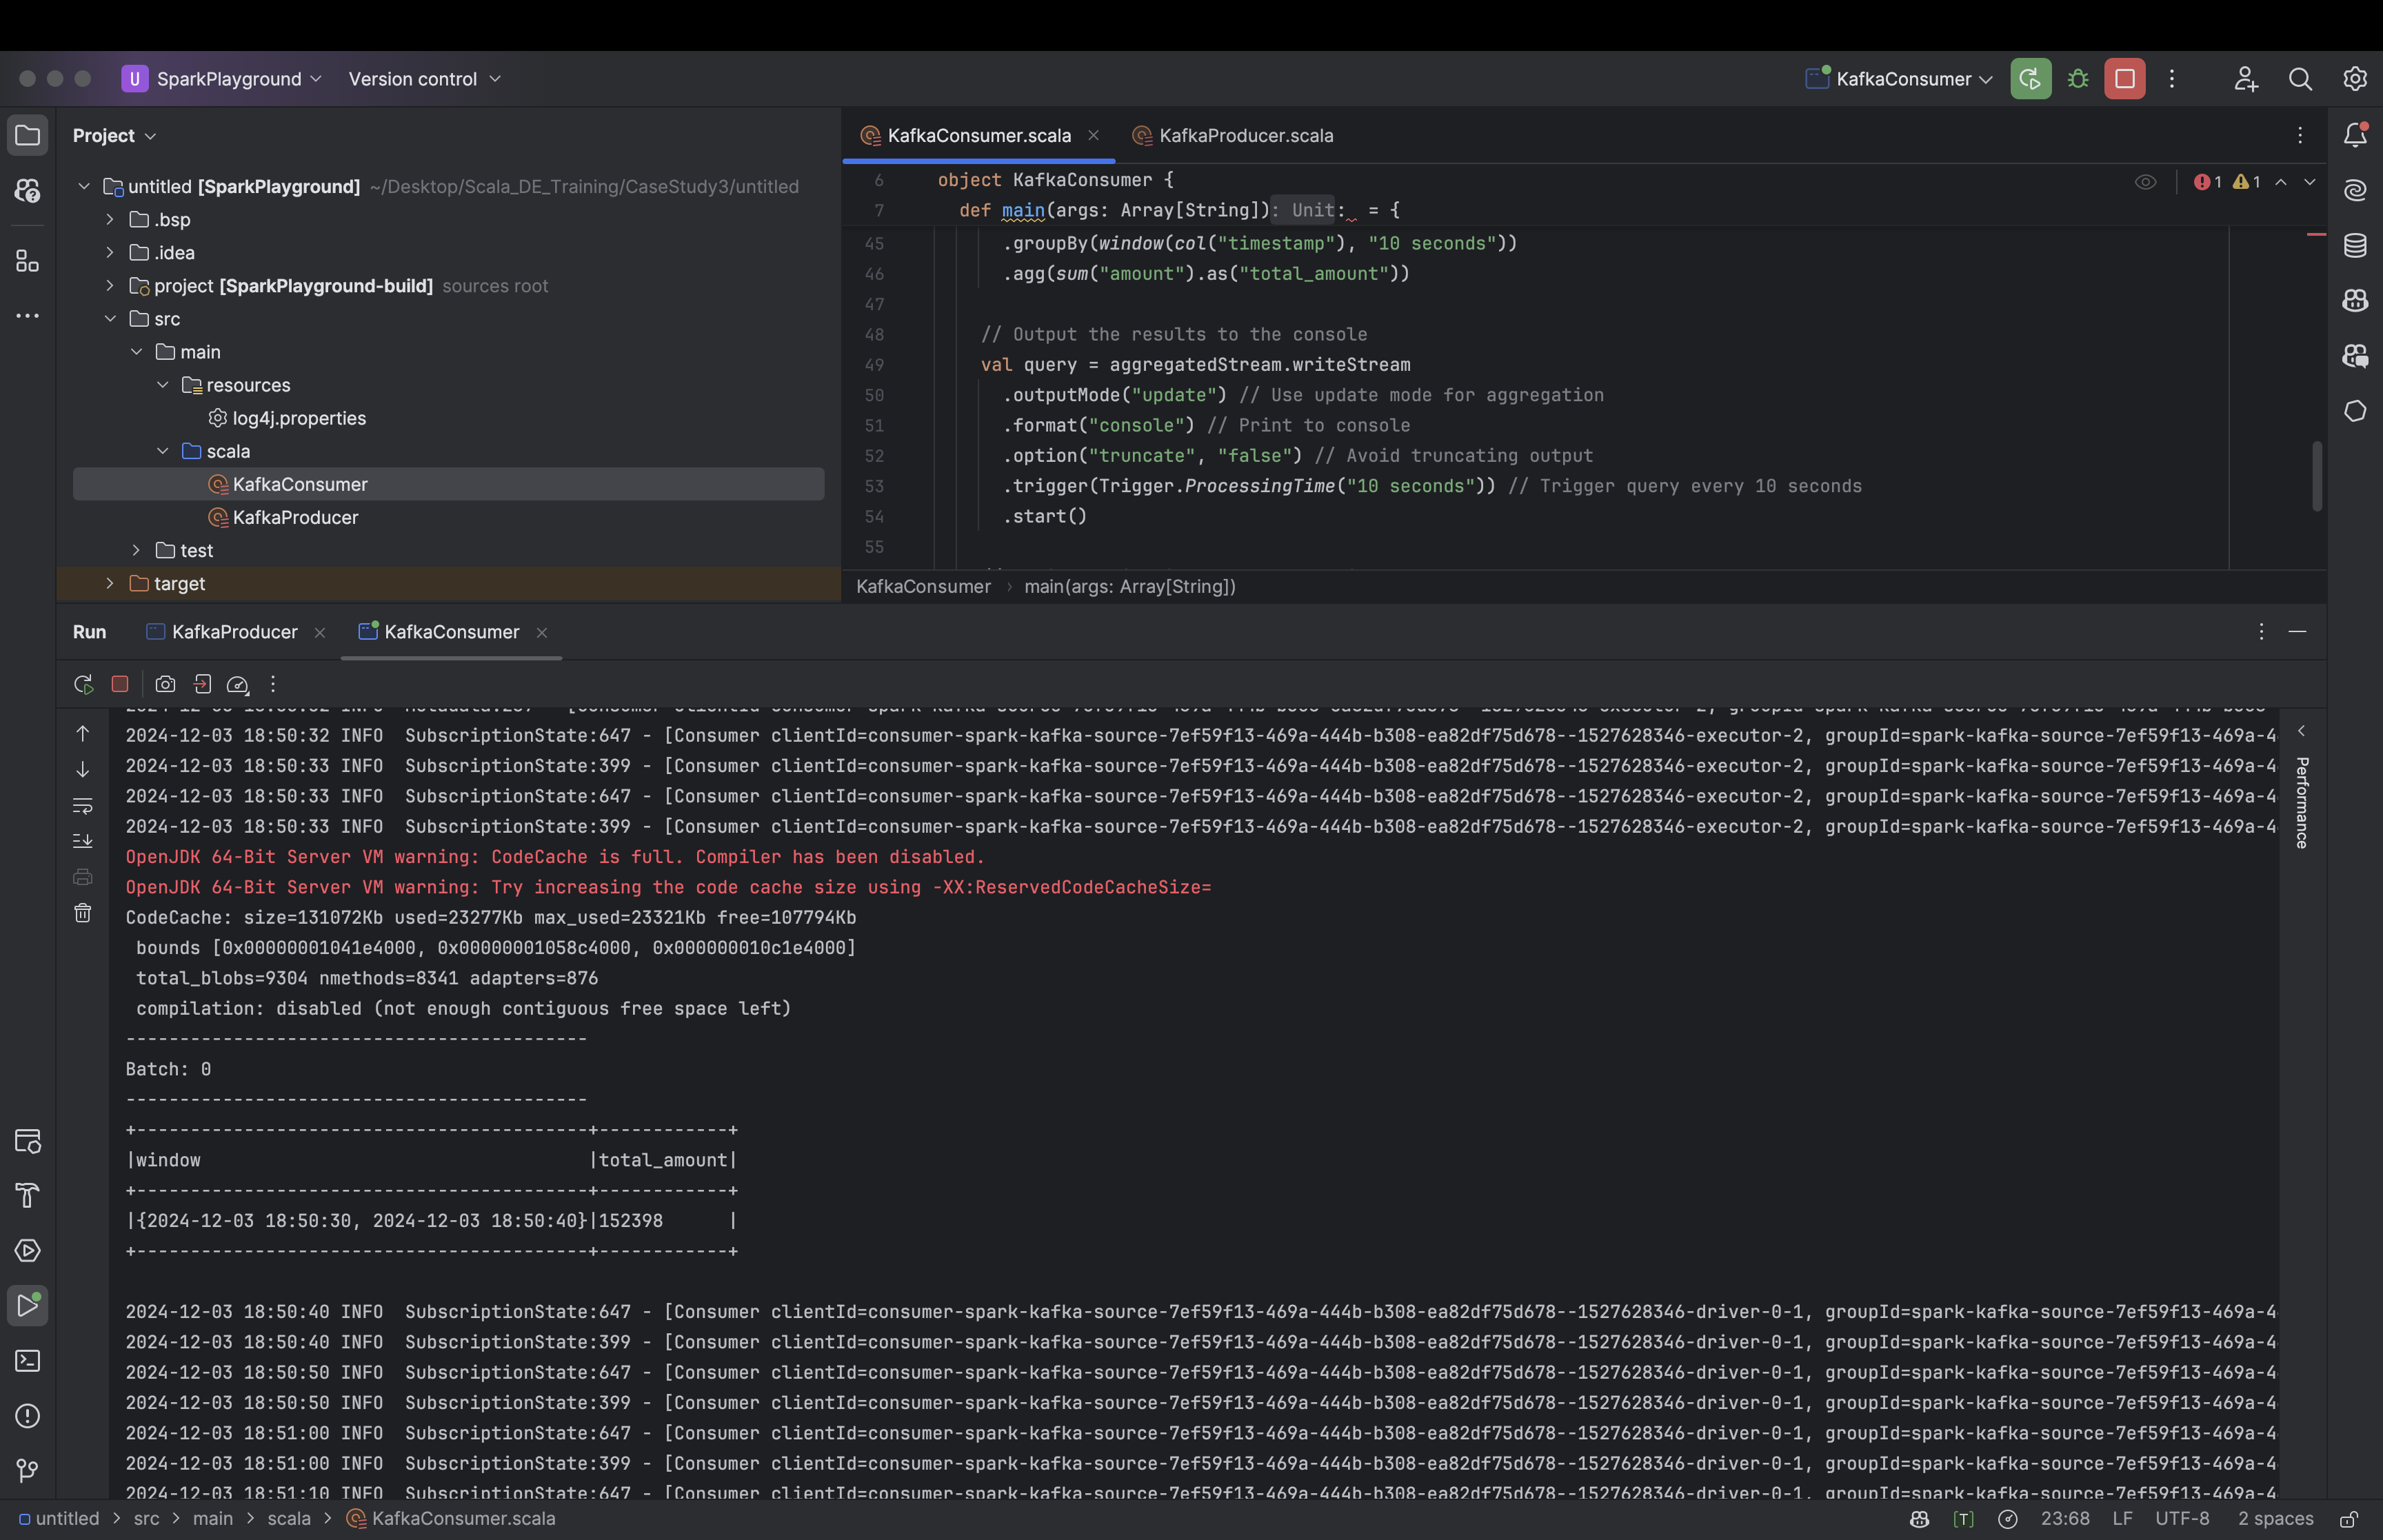 U SparkPlayground Version control KafkaConsumer
Project
untitled [SparkPlayground] ~/Desktop/Scala_DE_Training/CaseStudy3/untitled
.bsp
.idea
project [SparkPlayground-build] sources root
src
main
resources
log4j.properties
scala
KafkaConsumer
KafkaProducer
test
target
KafkaConsumer.scala KafkaProducer.scala
6 object KafkaConsumer {
1 1
7 def main(args: Array[String]): Unit: = {
45 .groupBy(window(col("timestamp"), "10 seconds"))
46 .agg(sum("amount").as("total_amount"))
47
48 // Output the results to the console
49 val query = aggregatedStream.writeStream
50 .outputMode("update") // Use update mode for aggregation
51 .format("console") // Print to console
52 .option("truncate", "false") // Avoid truncating output
53 .trigger(Trigger.ProcessingTime("10 seconds")) // Trigger query every 10 seconds
54 .start()
55
KafkaConsumer › main(args: Array[String])
Run KafkaProducer KafkaConsumer
2024-12-03 18:50:32 INFO SubscriptionState:647 - [Consumer clientId=consumer-spark-kafka-source-7ef59f13-469a-444b-b308-ea82df75d678--1527628346-executor-2, groupId=spark-kafka-source-7ef59f13-469a-4
2024-12-03 18:50:33 INFO SubscriptionState:399 - [Consumer clientId=consumer-spark-kafka-source-7ef59f13-469a-444b-b308-ea82df75d678--1527628346-executor-2, groupId=spark-kafka-source-7ef59f13-469a-4
2024-12-03 18:50:33 INFO SubscriptionState:647 - [Consumer clientId=consumer-spark-kafka-source-7ef59f13-469a-444b-b308-ea82df75d678--1527628346-executor-2, groupId=spark-kafka-source-7ef59f13-469a-4
2024-12-03 18:50:33 INFO SubscriptionState:399 - [Consumer clientId=consumer-spark-kafka-source-7ef59f13-469a-444b-b308-ea82df75d678--1527628346-executor-2, groupId=spark-kafka-source-7ef59f13-469a-4
OpenJDK 64-Bit Server VM warning: CodeCache is full. Compiler has been disabled.
OpenJDK 64-Bit Server VM warning: Try increasing the code cache size using -XX:ReservedCodeCacheSize=
CodeCache: size=131072Kb used=23277Kb max_used=23321Kb free=107794Kb
bounds [0x00000001041e4000, 0x00000001058c4000, 0x000000010c1e4000]
total_blobs=9304 nmethods=8341 adapters=876
compilation: disabled (not enough contiguous free space left)
-------------------------------------------
Batch: 0
-------------------------------------------
+------------------------------------------+------------+
|window |total_amount|
+------------------------------------------+------------+
|{2024-12-03 18:50:30, 2024-12-03 18:50:40}|152398 |
+------------------------------------------+------------+
2024-12-03 18:50:40 INFO SubscriptionState:647 - [Consumer clientId=consumer-spark-kafka-source-7ef59f13-469a-444b-b308-ea82df75d678--1527628346-driver-0-1, groupId=spark-kafka-source-7ef59f13-469a-4
2024-12-03 18:50:40 INFO SubscriptionState:399 - [Consumer clientId=consumer-spark-kafka-source-7ef59f13-469a-444b-b308-ea82df75d678--1527628346-driver-0-1, groupId=spark-kafka-source-7ef59f13-469a-4
2024-12-03 18:50:50 INFO SubscriptionState:647 - [Consumer clientId=consumer-spark-kafka-source-7ef59f13-469a-444b-b308-ea82df75d678--1527628346-driver-0-1, groupId=spark-kafka-source-7ef59f13-469a-4
2024-12-03 18:50:50 INFO SubscriptionState:399 - [Consumer clientId=consumer-spark-kafka-source-7ef59f13-469a-444b-b308-ea82df75d678--1527628346-driver-0-1, groupId=spark-kafka-source-7ef59f13-469a-4
2024-12-03 18:51:00 INFO SubscriptionState:647 - [Consumer clientId=consumer-spark-kafka-source-7ef59f13-469a-444b-b308-ea82df75d678--1527628346-driver-0-1, groupId=spark-kafka-source-7ef59f13-469a-4
2024-12-03 18:51:00 INFO SubscriptionState:399 - [Consumer clientId=consumer-spark-kafka-source-7ef59f13-469a-444b-b308-ea82df75d678--1527628346-driver-0-1, groupId=spark-kafka-source-7ef59f13-469a-4
2024-12-03 18:51:10 INFO SubscriptionState:647 - [Consumer clientId=consumer-spark-kafka-source-7ef59f13-469a-444b-b308-ea82df75d678--1527628346-driver-0-1, groupId=spark-kafka-source-7ef59f13-469a-4
Performance
untitled › src › main › scala › KafkaConsumer.scala
[T] 23:68 LF UTF-8 2 spaces